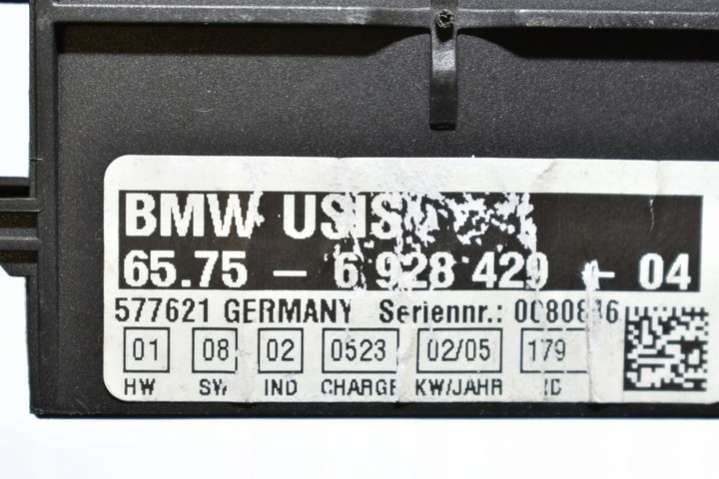 BMW USIS
65.75 - 6 928 429 - 04
577621 GERMANY Seriennr.: 0080846
01 08 02 0523 02/05 179
HW SW IND CHARGE KW/JAHR ID